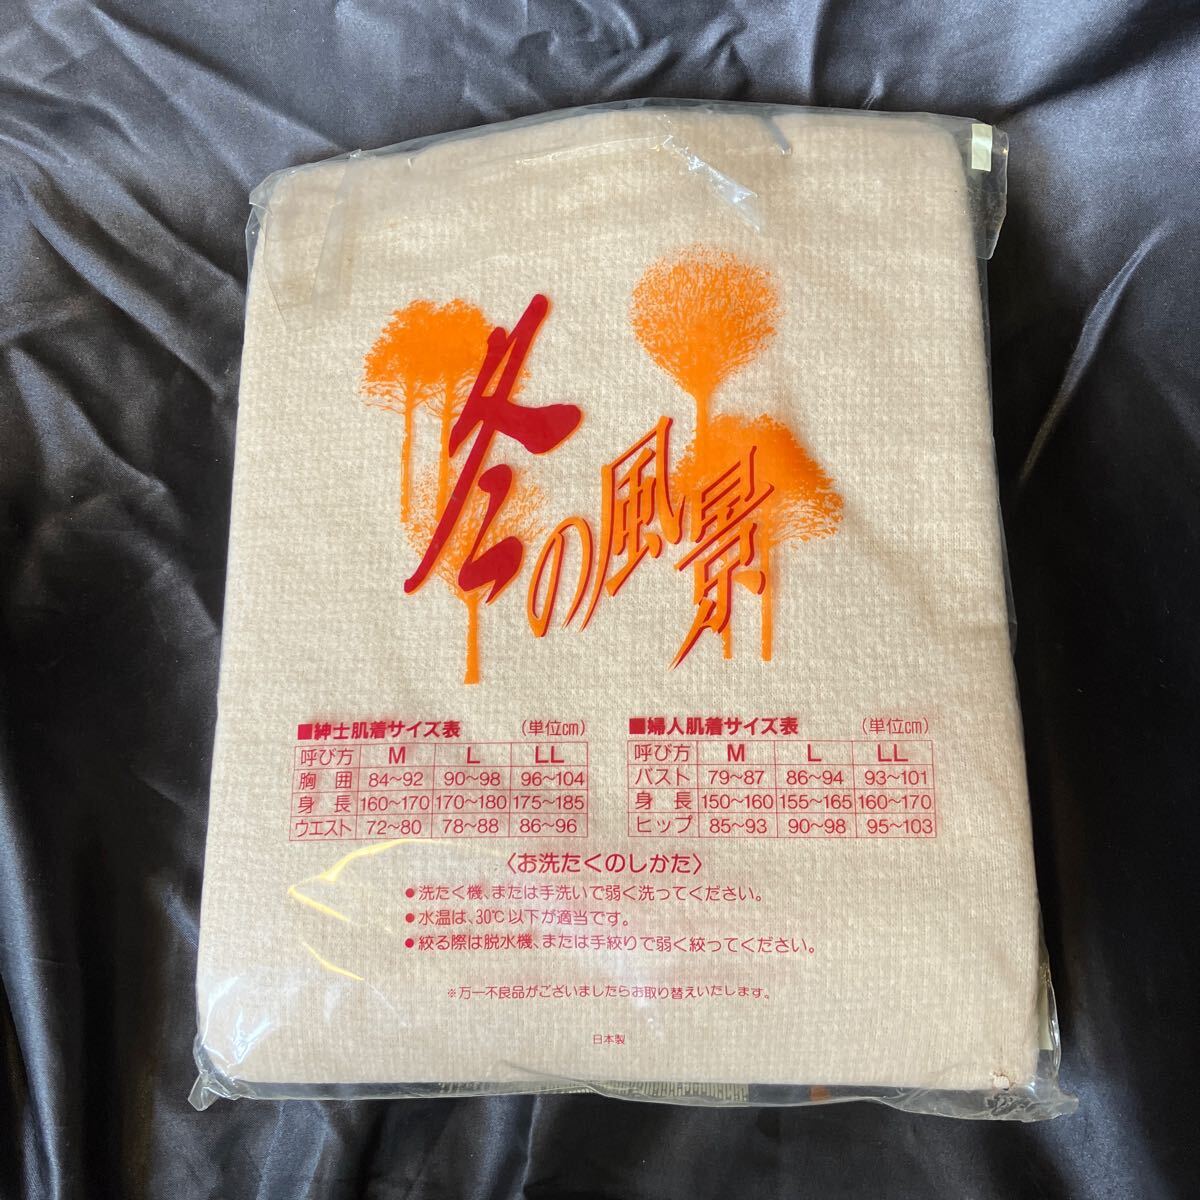 冬の風景
■紳士肌着サイズ表 (単位cm)
呼び方 M L LL
胸囲 84~92 90~98 96~104
身長 160~170 170~180 175~185
ウエスト 72~80 78~88 86~96
■婦人肌着サイズ表 (単位cm)
呼び方 M L LL
バスト 79~87 86~94 93~101
身長 150~160 155~165 160~170
ヒップ 85~93 90~98 95~103
〈お洗たくのしかた〉
●洗たく機、または手洗いで弱く洗ってください。
●水温は、30℃以下が適当です。
●絞る際は脱水機、または手絞りで弱く絞ってください。
※万一不良品がございましたらお取り替えいたします。
日本製